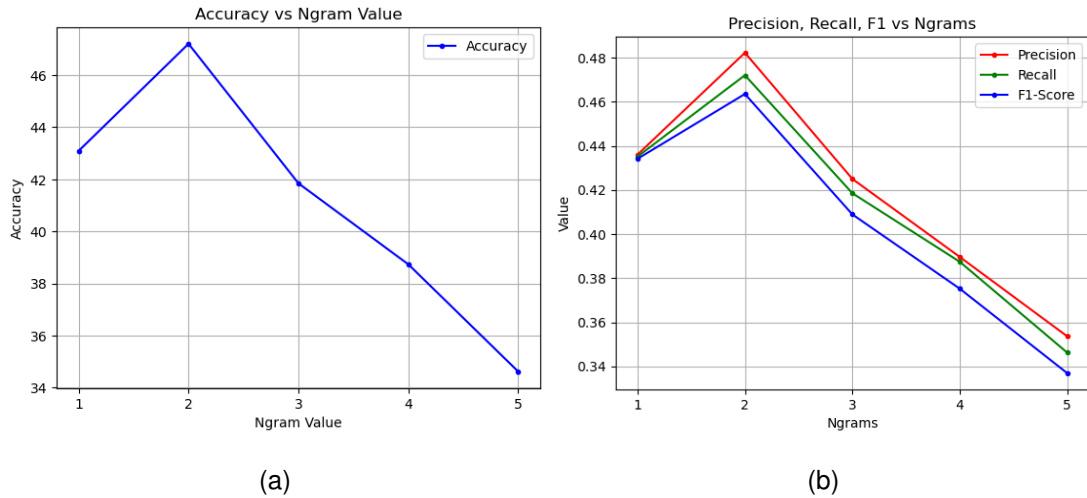 Accuracy vs Ngram Value
Accuracy
46
44
42
40
38
36
34
Accuracy
1 2 3 4 5
Ngram Value
(a)
Precision, Recall, F1 vs Ngrams
Precision
Recall
F1-Score
0.48
0.46
0.44
0.42
0.40
0.38
0.36
0.34
Value
1 2 3 4 5
Ngrams
(b)